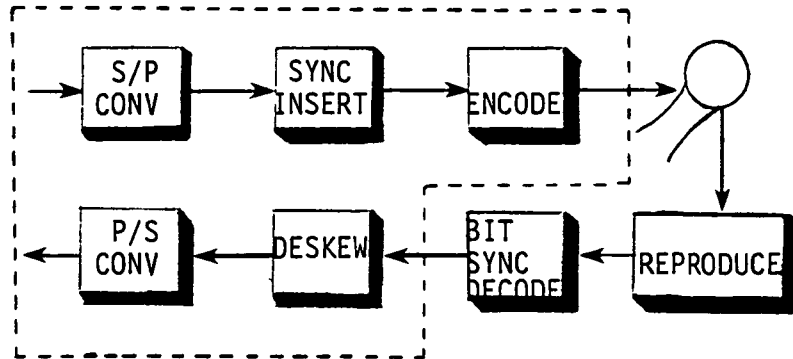 S/P
CONV
SYNC
INSERT
ENCODE
P/S
CONV
DESKEW
BIT
SYNC
DECODE
REPRODUCE